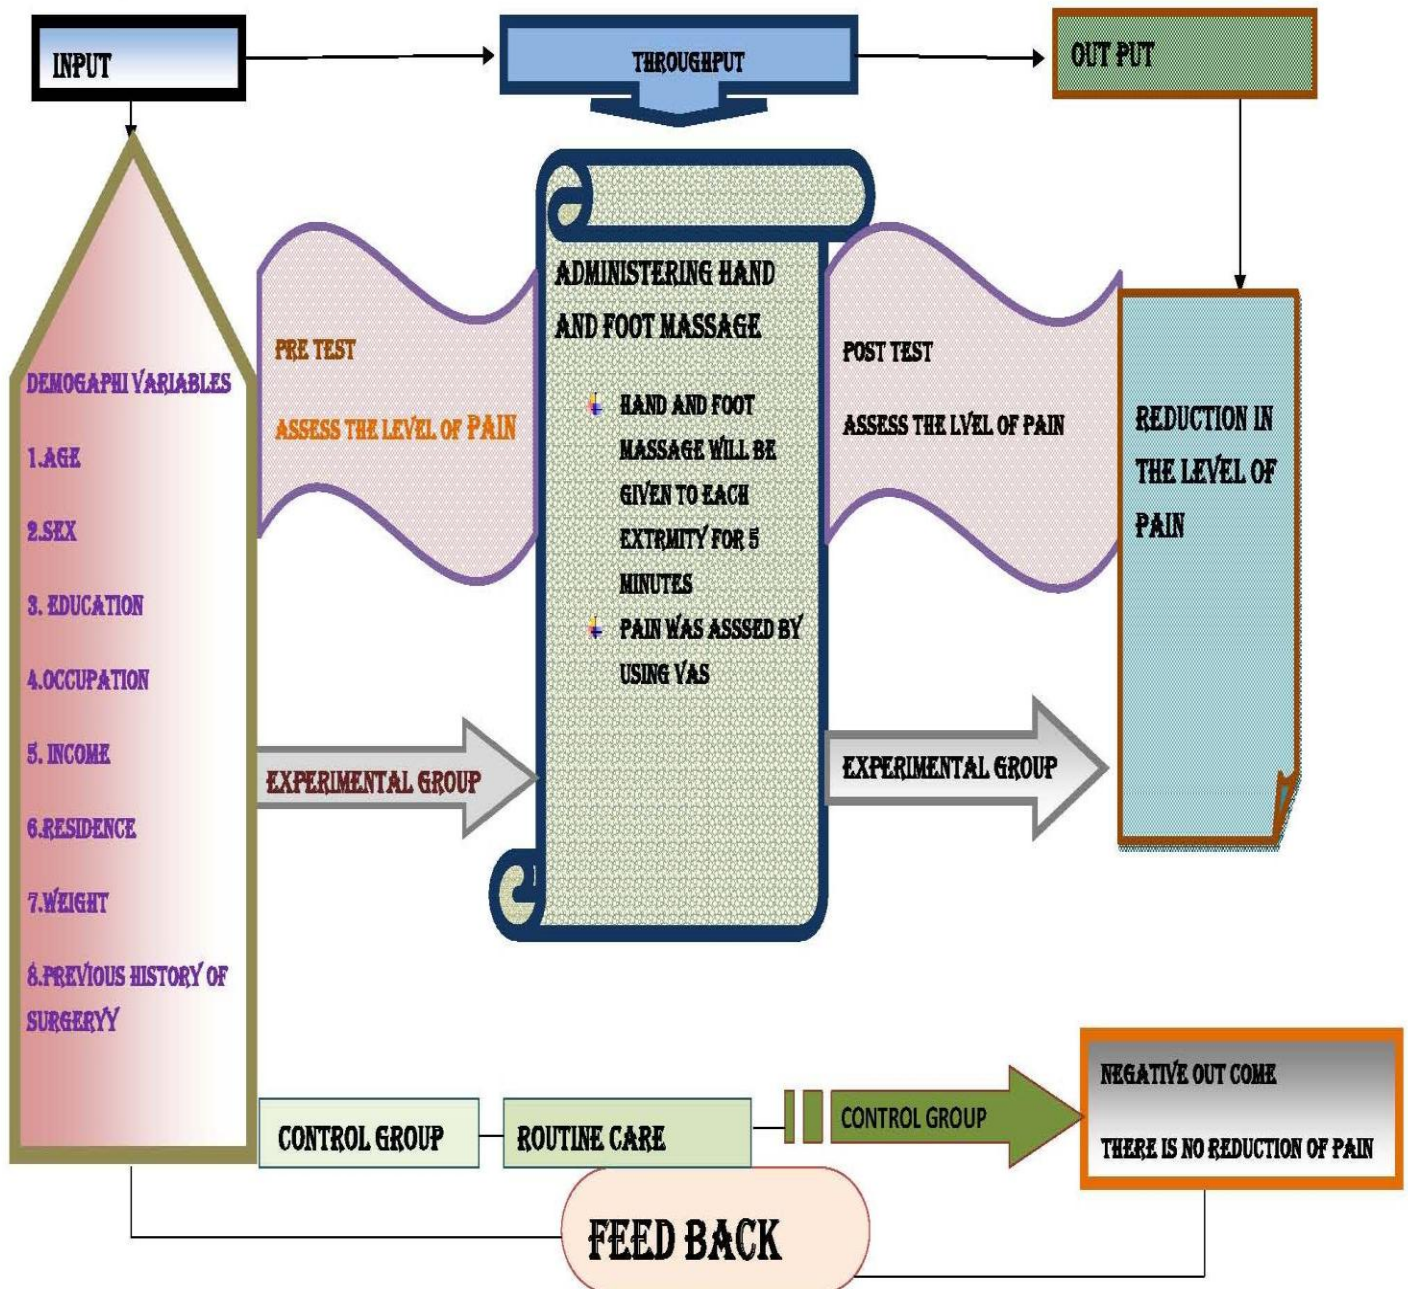 INPUT
THROUGHPUT
OUT PUT
DEMOGAPHI VARIABLES
1.AGE
2.SEX
3. EDUCATION
4.OCCUPATION
5. INCOME
6.RESIDENCE
7.WEIGHT
8.PREVIOUS HISTORY OF
SURGERYY
PRE TEST
ASSESS THE LEVEL OF PAIN
EXPERIMENTAL GROUP
ADMINISTERING HAND
AND FOOT MASSAGE
HAND AND FOOT
MASSAGE WILL BE
GIVEN TO EACH
EXTRMITY FOR 5
MINUTES
PAIN WAS ASSSED BY
USING VAS
POST TEST
ASSESS THE LVEL OF PAIN
EXPERIMENTAL GROUP
REDUCTION IN
THE LEVEL OF
PAIN
CONTROL GROUP
ROUTINE CARE
CONTROL GROUP
NEGATIVE OUT COME
THERE IS NO REDUCTION OF PAIN
FEED BACK